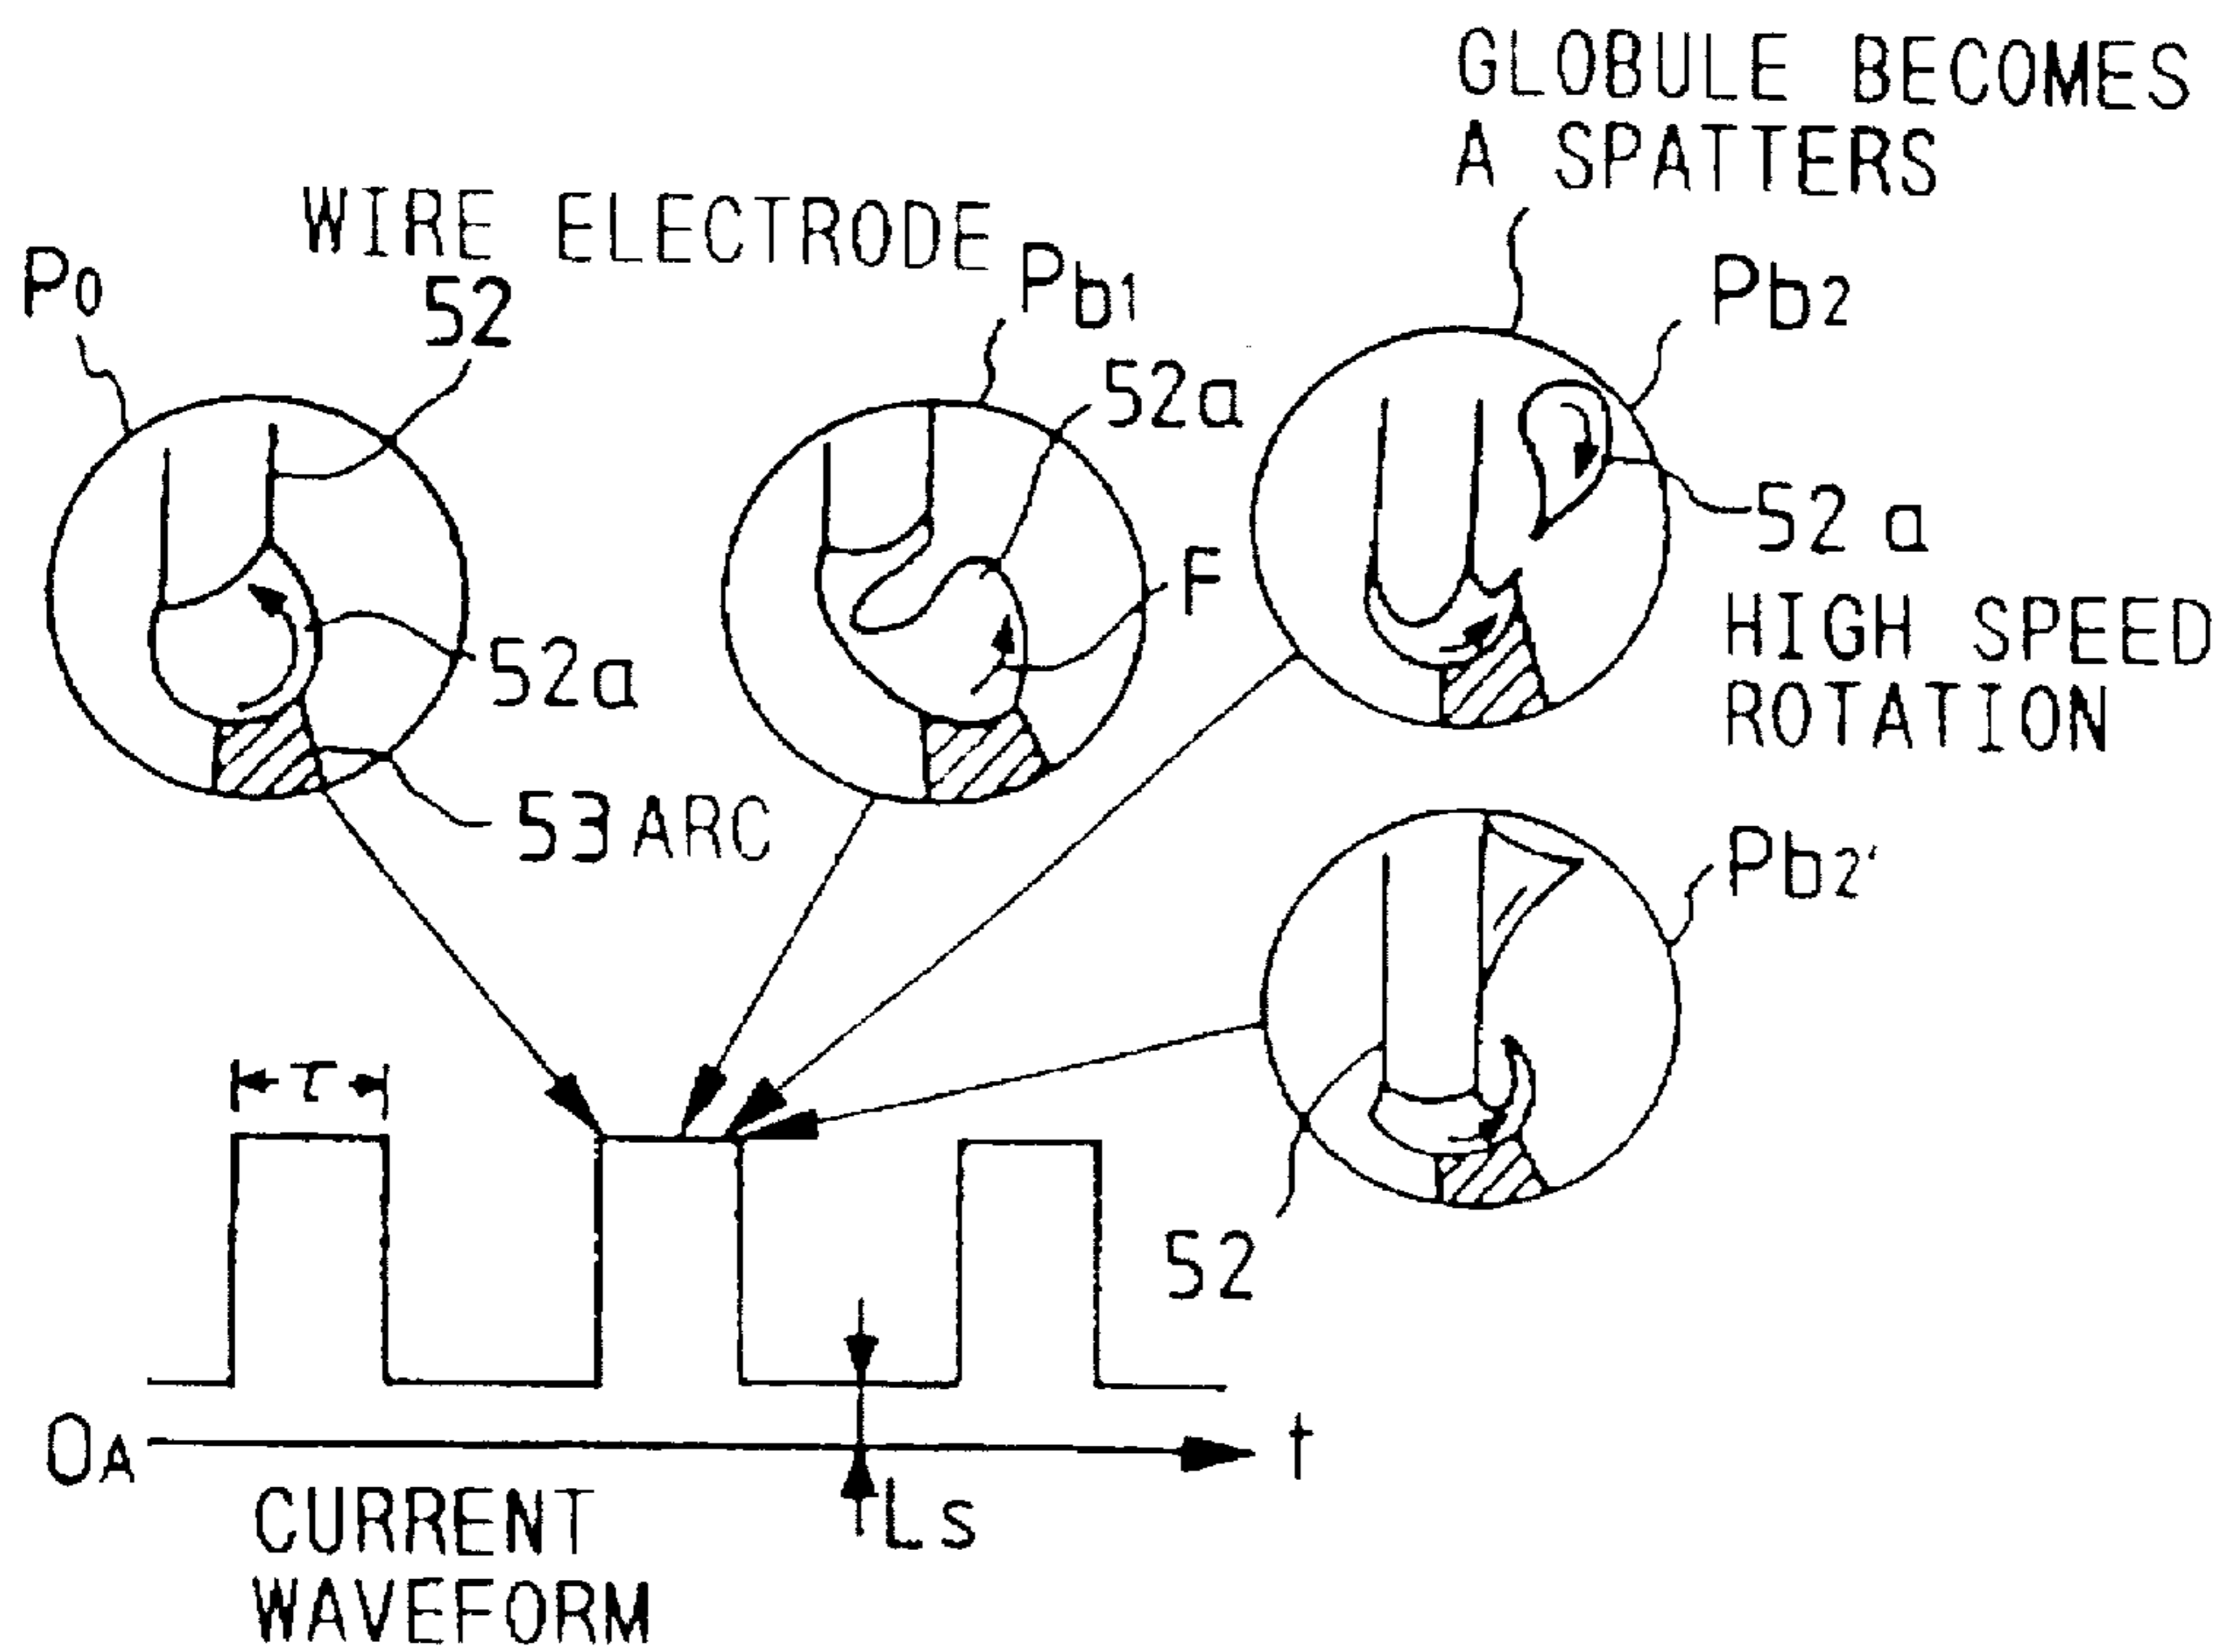 GLOBULE BECOMES
A SPATTERS
WIRE ELECTRODE
P0
52
Pb1
52a
Pb2
52a
F
52 a
HIGH SPEED
ROTATION
53 ARC
Pb2'
τ
52
0A
t
Ls
CURRENT
WAVEFORM